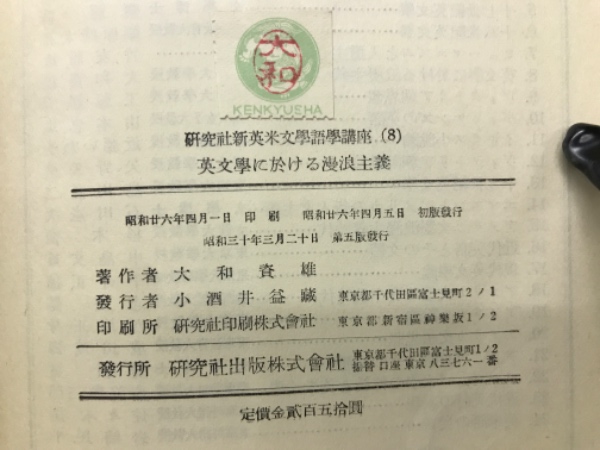 大和
KENKYUSHA
硏究社新英米文學語學講座 (8)
英文學に於ける漫浪主義
昭和廿六年四月一日 印刷 昭和廿六年四月五日 初版發行
昭和三十年三月二十日 第五版發行
著作者 大和資雄
發行者 小酒井益藏 東京都千代田區富士見町2ノ1
印刷所 硏究社印刷株式會社 東京都新宿區神樂坂1ノ2
發行所 硏究社出版株式會社 東京都千代田區富士見町1ノ2
振替口座東京八三七六一番
定價金貳百五拾圓